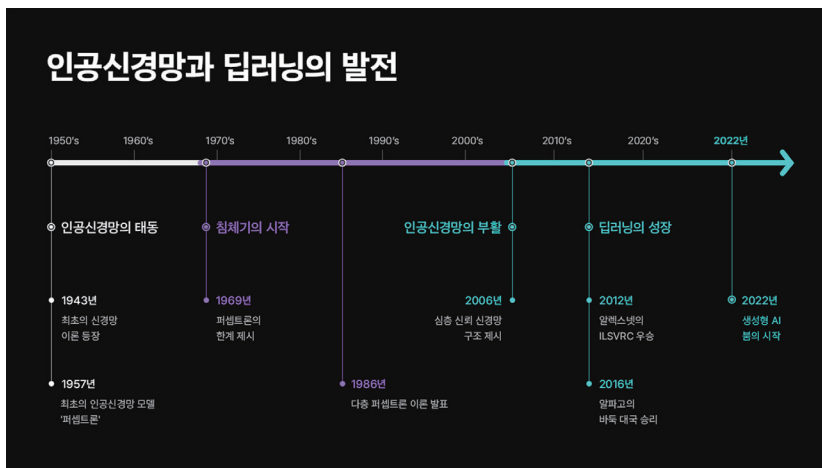 인공신경망과 딥러닝의 발전
1950's 1960's 1970's 1980's 1990's 2000's 2010's 2020's 2022년
인공신경망의 태동
침체기의 시작
인공신경망의 부활
딥러닝의 성장
1943년
최초의 신경망
이론 등장
1969년
퍼셉트론의
한계 제시
2006년
심층 신뢰 신경망
구조 제시
2012년
알렉스넷의
ILSVRC 우승
2022년
생성형 AI
붐의 시작
1957년
최초의 인공신경망 모델
'퍼셉트론'
1986년
다층 퍼셉트론 이론 발표
2016년
알파고의
바둑 대국 승리